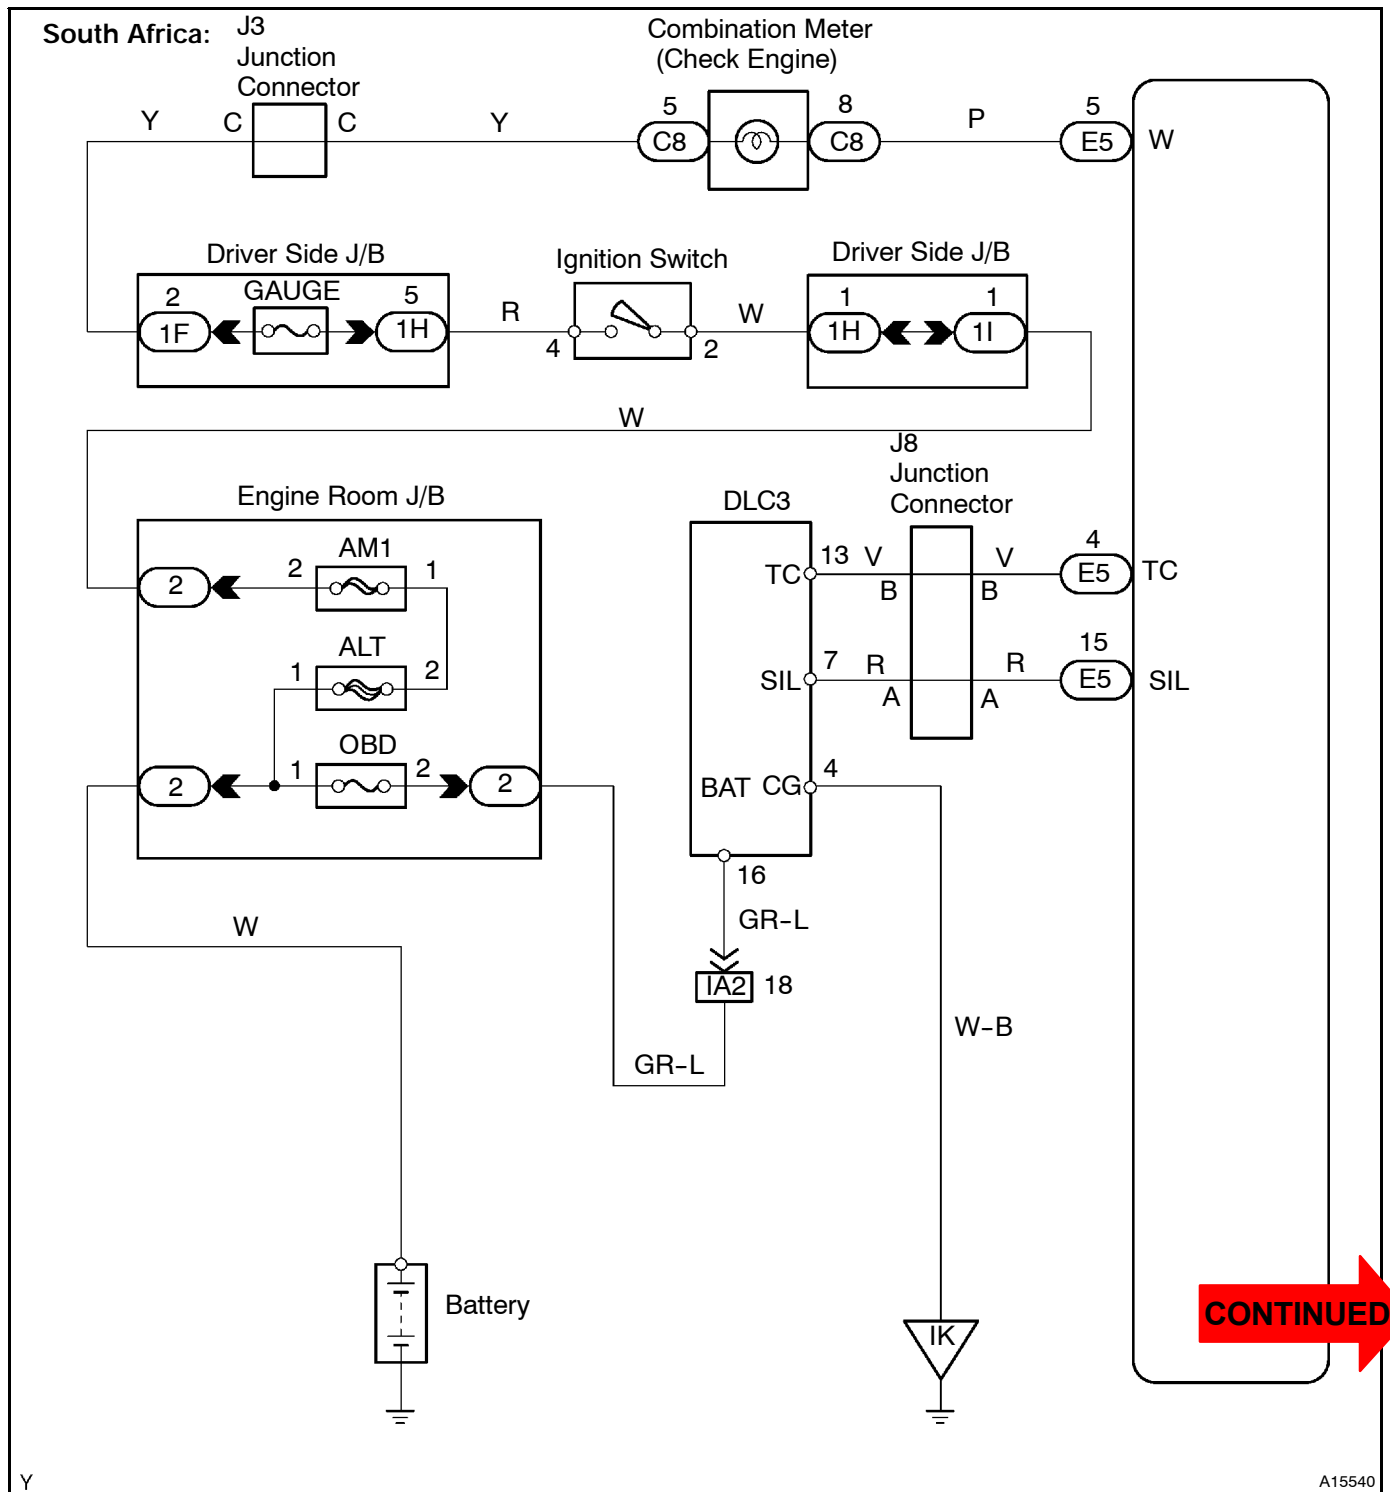 South Africa:
J3
Junction
Connector
Combination Meter
(Check Engine)
Y
C
C
Y
5
C8
8
C8
P
5
E5
W
Driver Side J/B
GAUGE
2
1F
5
1H
R
Ignition Switch
4
2
W
Driver Side J/B
1
1H
1
1I
W
Engine Room J/B
2
2
AM1
1
ALT
1
2
OBD
2
1
2
2
J8
Junction
Connector
DLC3
TC
13
V
V
B
B
4
E5
TC
SIL
7
R
R
A
A
15
E5
SIL
BAT
CG
4
16
GR-L
IA2
18
GR-L
W
W-B
Battery
IK
CONTINUED
Y
A15540